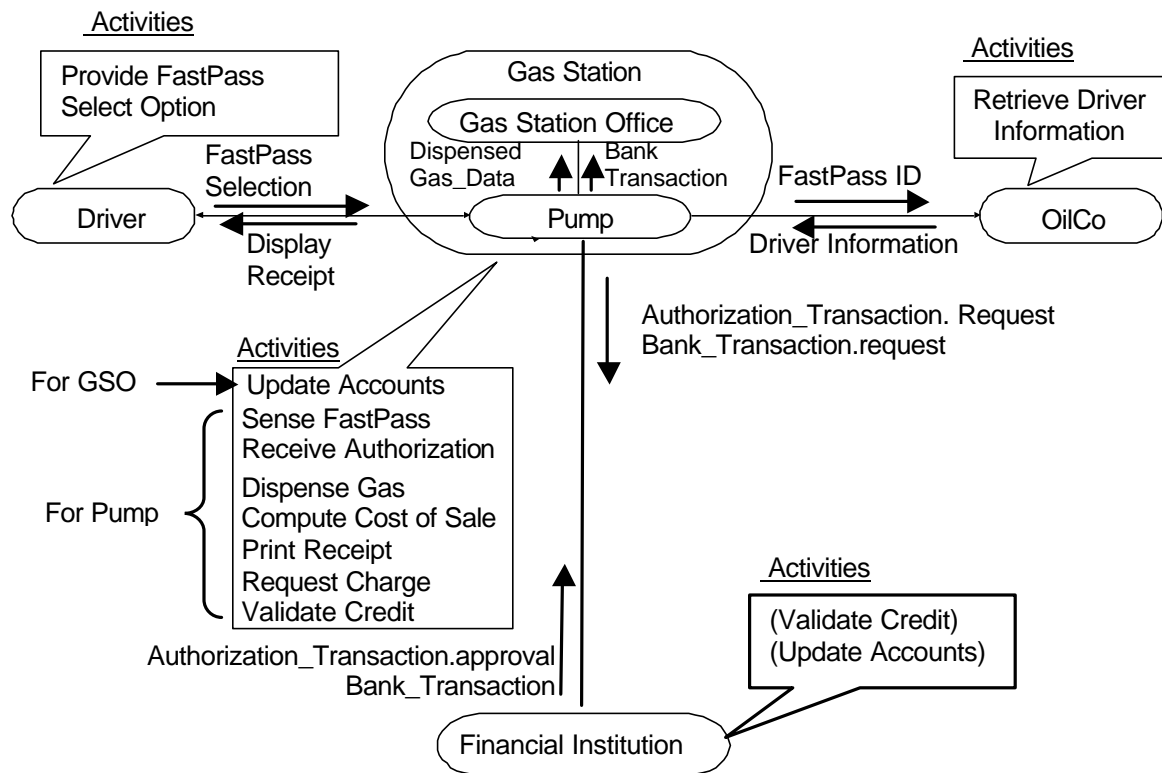 Activities
Provide FastPass
Select Option
Gas Station
Gas Station Office
Activities
Retrieve Driver
Information
Dispensed
Gas_Data
Bank
Transaction
FastPass
Selection
FastPass ID
Driver
Pump
OilCo
Display
Receipt
Driver Information
Authorization_Transaction. Request
Bank_Transaction.request
Activities
For GSO
Update Accounts
Sense FastPass
Receive Authorization
Dispense Gas
For Pump
Compute Cost of Sale
Print Receipt
Request Charge
Validate Credit
Activities
(Validate Credit)
(Update Accounts)
Authorization_Transaction.approval
Bank_Transaction
Financial Institution